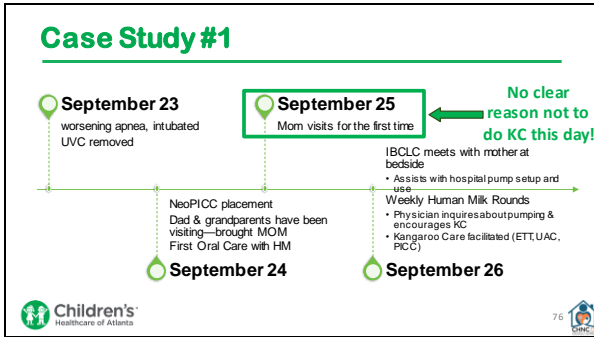 Case Study #1
September 23
worsening apnea, intubated
UVC removed
September 25
Mom visits for the first time
No clear
reason not to
do KC this day!
NeoPICC placement
Dad & grandparents have been
visiting—brought MOM
First Oral Care with HM
September 24
IBCLC meets with mother at
bedside
• Assists with hospital pump setup and
use
Weekly Human Milk Rounds
• Physician inquires about pumping &
encourages KC
• Kangaroo Care facilitated (ETT, UAC,
PICC)
September 26
Children's
Healthcare of Atlanta
76
CHNC